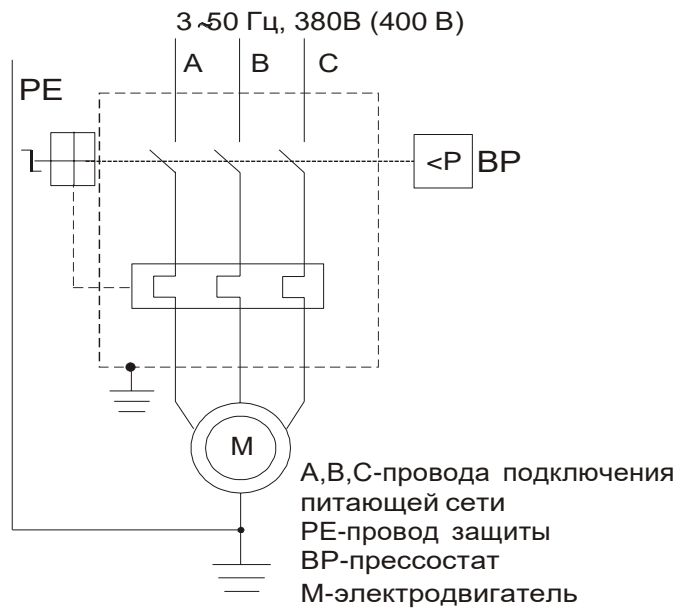 3 ~50 Гц, 380В (400 В)
A B C
PE
<P BP
M
A,B,C-провода подключения
питающей сети
PE-провод защиты
BP-прессостат
M-электродвигатель